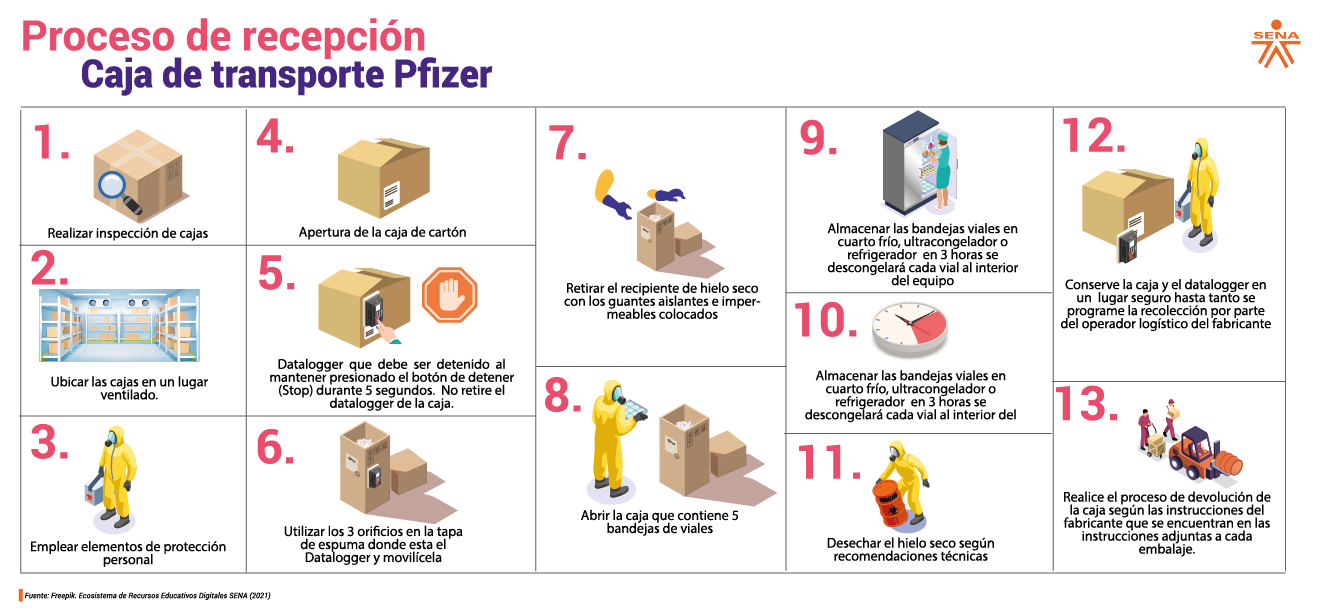 Proceso de recepción
Caja de transporte Pfizer
SENA
1.
Realizar inspección de cajas
2.
Ubicar las cajas en un lugar
ventilado.
3.
Emplear elementos de protección
personal
4.
Apertura de la caja de cartón
5.
Datalogger que debe ser detenido al
mantener presionado el botón de detener
(Stop) durante 5 segundos. No retire el
datalogger de la caja.
6.
Utilizar los 3 orificios en la tapa
de espuma donde esta el
Datalogger y movilícela
7.
Retirar el recipiente de hielo seco
con los guantes aislantes e imper-
meables colocados
8.
Abrir la caja que contiene 5
bandejas de viales
9.
Almacenar las bandejas viales en
cuarto frío, ultracongelador o
refrigerador en 3 horas se
descongelará cada vial al interior
del equipo
10.
Almacenar las bandejas viales en
cuarto frío, ultracongelador o
refrigerador en 3 horas se
descongelará cada vial al interior del
11.
Desechar el hielo seco según
recomendaciones técnicas
12.
Conserve la caja y el datalogger en
un lugar seguro hasta tanto se
programe la recolección por parte
del operador logístico del fabricante
13.
Realice el proceso de devolución de
la caja según las instrucciones del
fabricante que se encuentran en las
instrucciones adjuntas a cada
embalaje.
Fuente: Freepik. Ecosistema de Recursos Educativos Digitales SENA (2021)